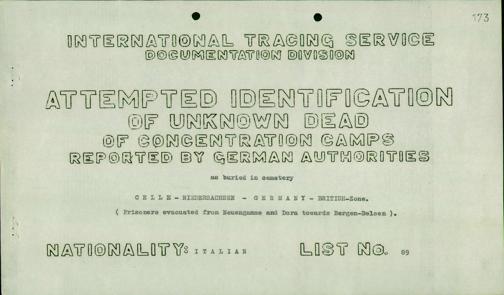 173
INTERNATIONAL TRACING SERVICE
DOCUMENTATION DIVISION
ATTEMPTED IDENTIFICATION
OF UNKNOWN DEAD
OF CONCENTRATION CAMPS
REPORTED BY GERMAN AUTHORITIES
as buried in cemetery
CELLE - NIEDERSACHSEN - GERMANY - BRITISH-Zone.
( Prisoners evacuated from Neuengamme and Dora towards Bergen-Belsen ).
NATIONALITY: ITALIAN LIST No. 89